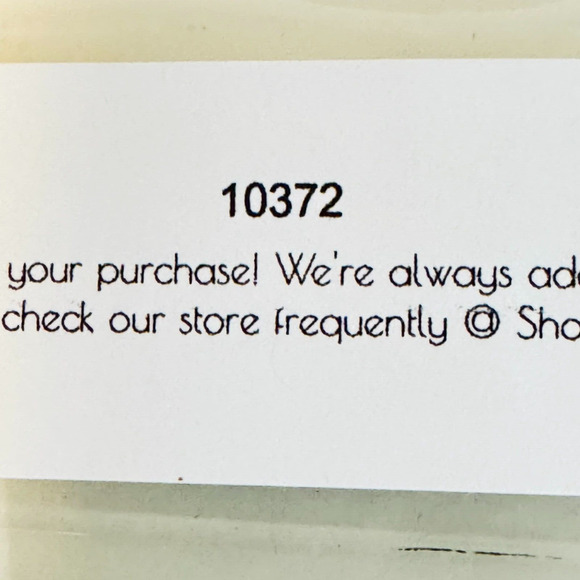 10372
your purchase! We're always
check our store frequently @